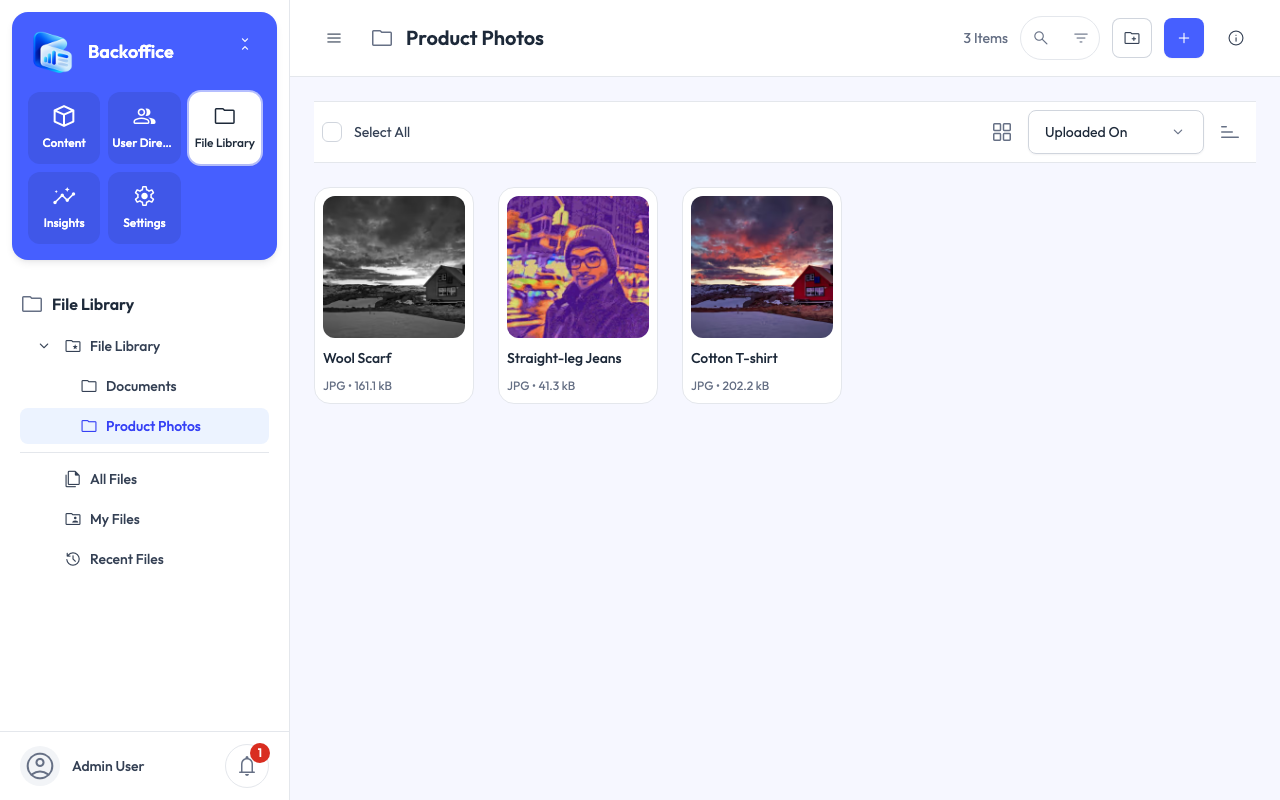 Backoffice
Content
User Dire...
File Library
Insights
Settings
File Library
File Library
Documents
Product Photos
All Files
My Files
Recent Files
Admin User
1
Product Photos
3 Items
Select All
Uploaded On
Wool Scarf
JPG • 161.1 kB
Straight-leg Jeans
JPG • 41.3 kB
Cotton T-shirt
JPG • 202.2 kB